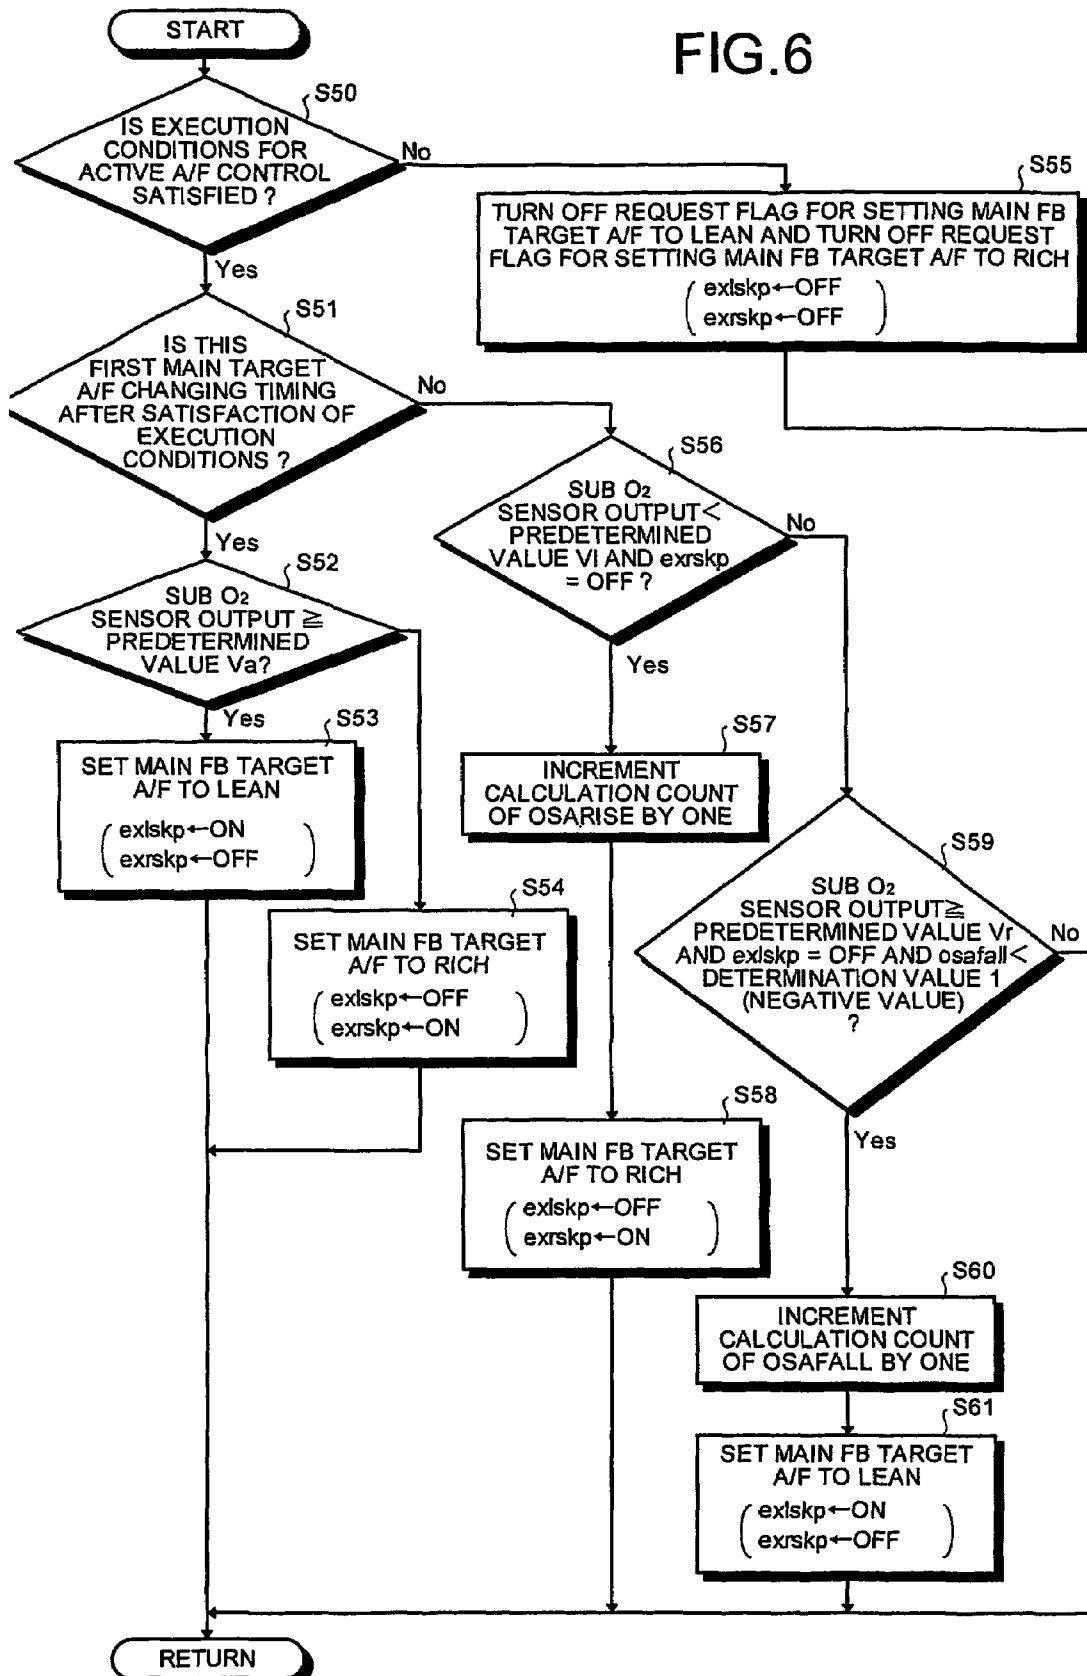 START
FIG.6
S50
IS EXECUTION
CONDITIONS FOR
ACTIVE A/F CONTROL
SATISFIED ?
No
Yes
S55
TURN OFF REQUEST FLAG FOR SETTING MAIN FB
TARGET A/F TO LEAN AND TURN OFF REQUEST
FLAG FOR SETTING MAIN FB TARGET A/F TO RICH
( exlskp←OFF
exrskp←OFF )
S51
IS THIS
FIRST MAIN TARGET
A/F CHANGING TIMING
AFTER SATISFACTION OF
EXECUTION
CONDITIONS ?
No
Yes
S56
SUB O₂
SENSOR OUTPUT<
PREDETERMINED
VALUE Vl AND exrskp
= OFF ?
No
Yes
S52
SUB O₂
SENSOR OUTPUT ≧
PREDETERMINED
VALUE Va?
Yes
S53
SET MAIN FB TARGET
A/F TO LEAN
( exlskp←ON
exrskp←OFF )
S57
INCREMENT
CALCULATION COUNT
OF OSARISE BY ONE
S59
SUB O₂
SENSOR OUTPUT≧
PREDETERMINED VALUE Vr
AND exlskp = OFF AND osafall<
DETERMINATION VALUE 1
(NEGATIVE VALUE)
?
No
Yes
S54
SET MAIN FB TARGET
A/F TO RICH
( exlskp←OFF
exrskp←ON )
S58
SET MAIN FB TARGET
A/F TO RICH
( exlskp←OFF
exrskp←ON )
S60
INCREMENT
CALCULATION COUNT
OF OSAFALL BY ONE
S61
SET MAIN FB TARGET
A/F TO LEAN
( exlskp←ON
exrskp←OFF )
RETURN